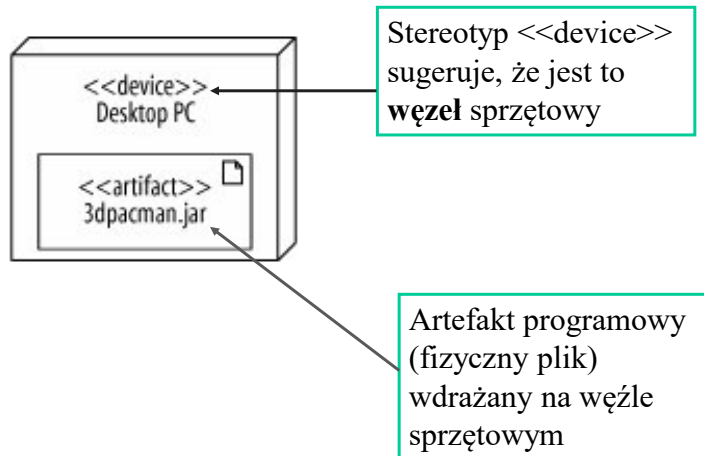 Stereotyp <<device>>
sugeruje, że jest to
węzeł sprzętowy
<<device>>
Desktop PC
<<artifact>>
3dpacman.jar
Artefakt programowy
(fizyczny plik)
wdrażany na węźle
sprzętowym